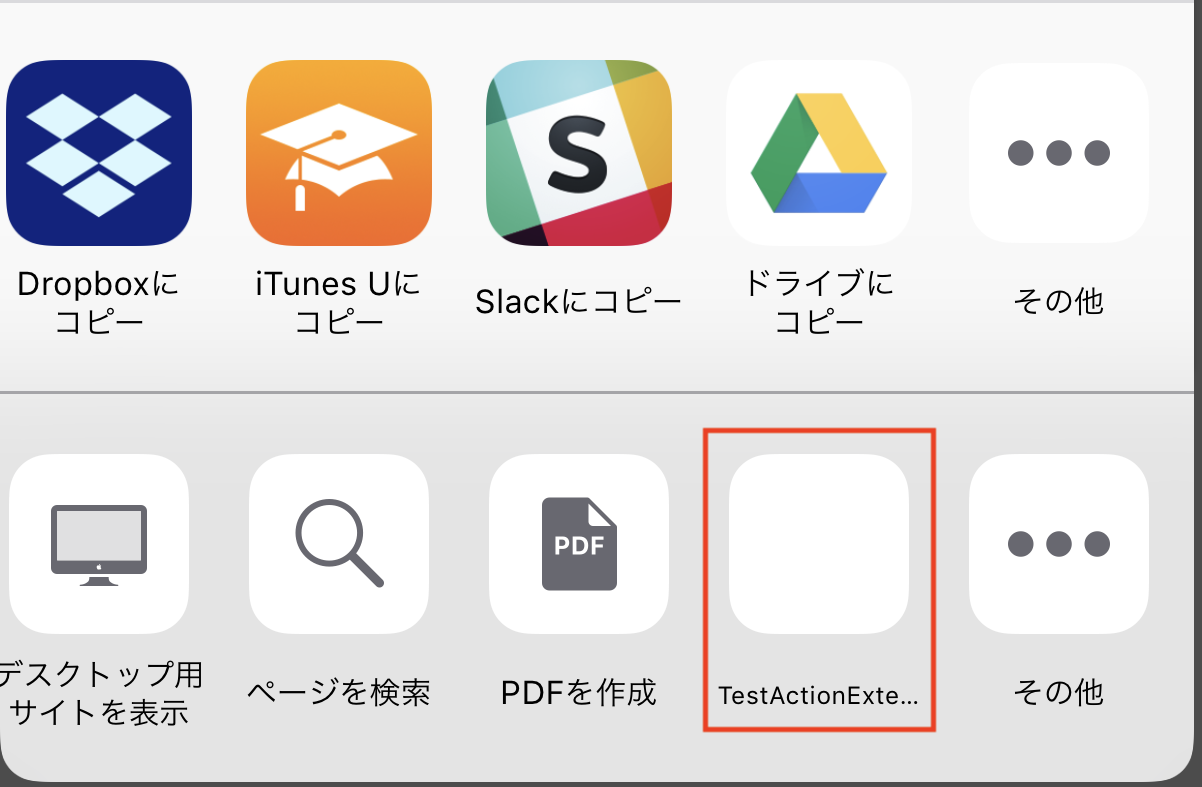 Dropboxに
コピー
iTunes Uに
コピー
S
Slackにコピー
ドライブに
コピー
その他
デスクトップ用
サイトを表示
ページを検索
PDF
PDFを作成
TestActionExte...
その他